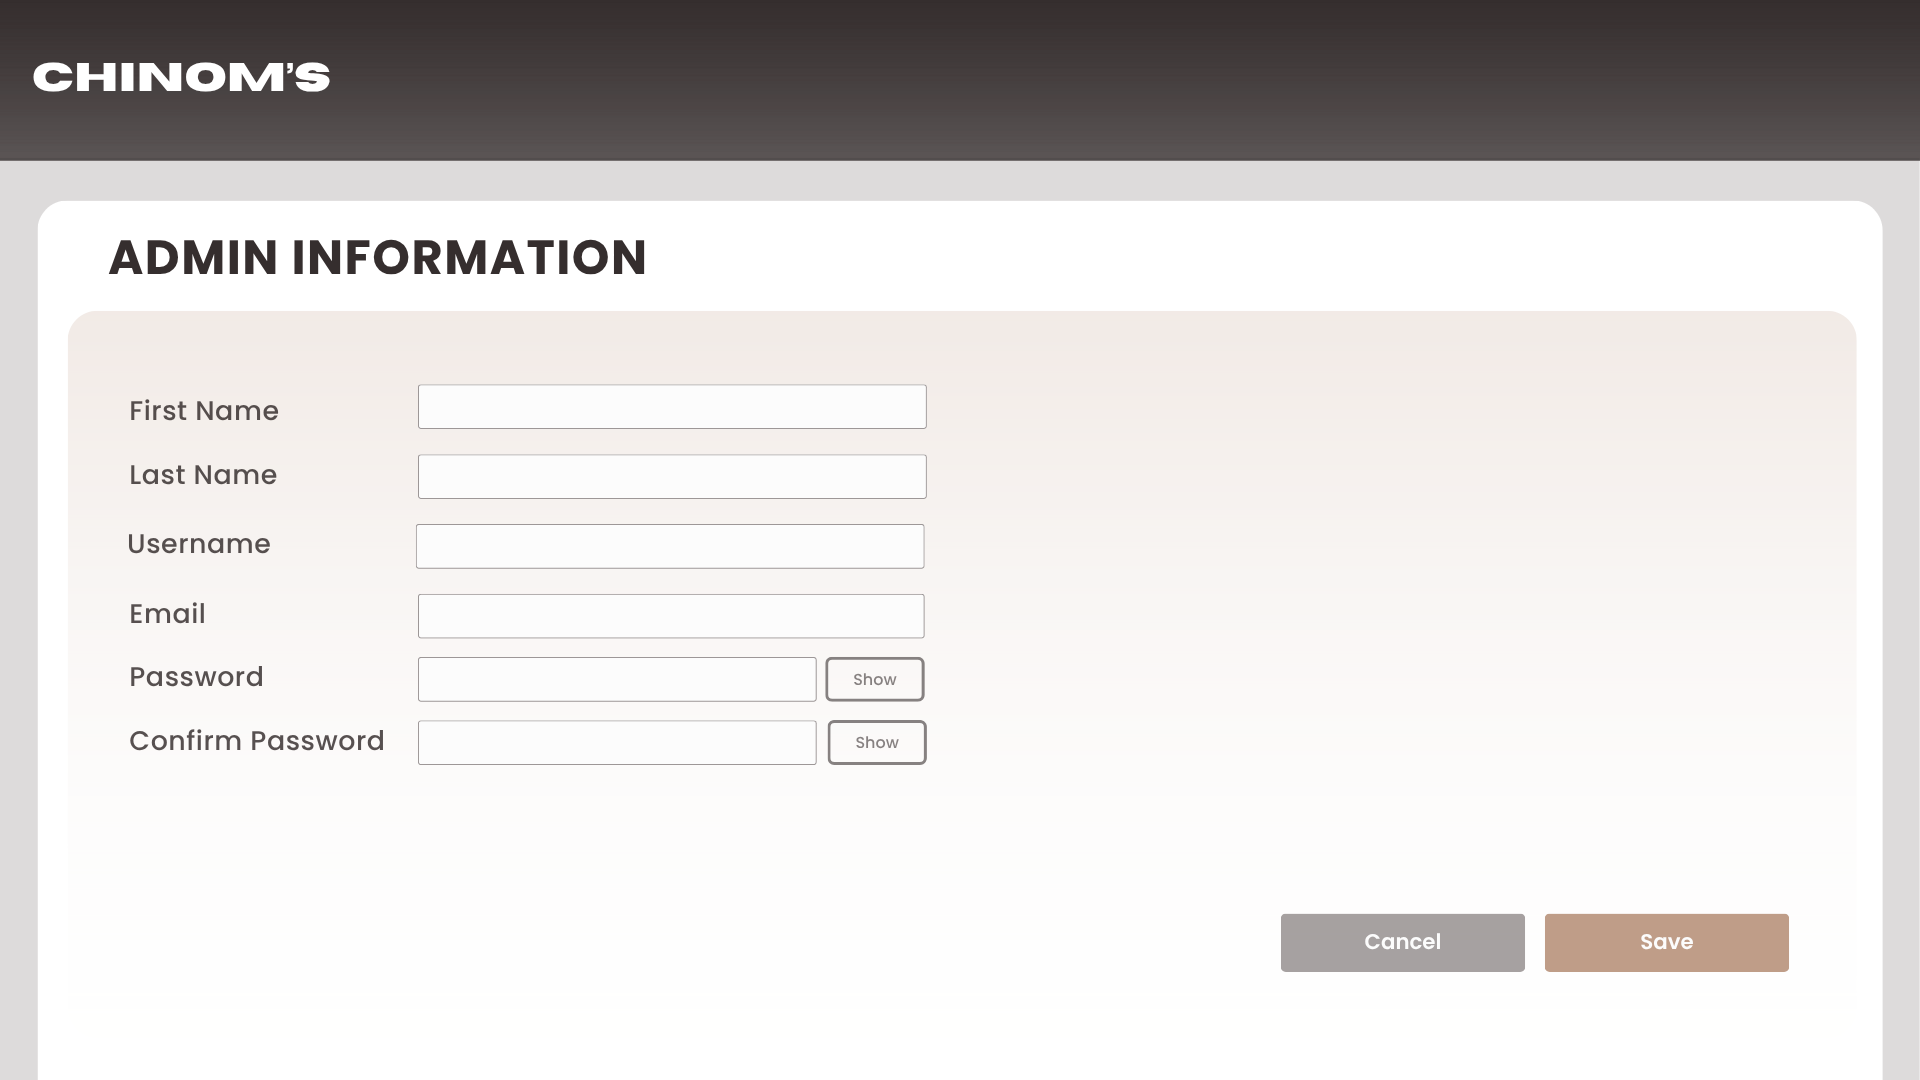 CHINOM'S
ADMIN INFORMATION
First Name
Last Name
Username
Email
Password
Show
Confirm Password
Show
Cancel
Save